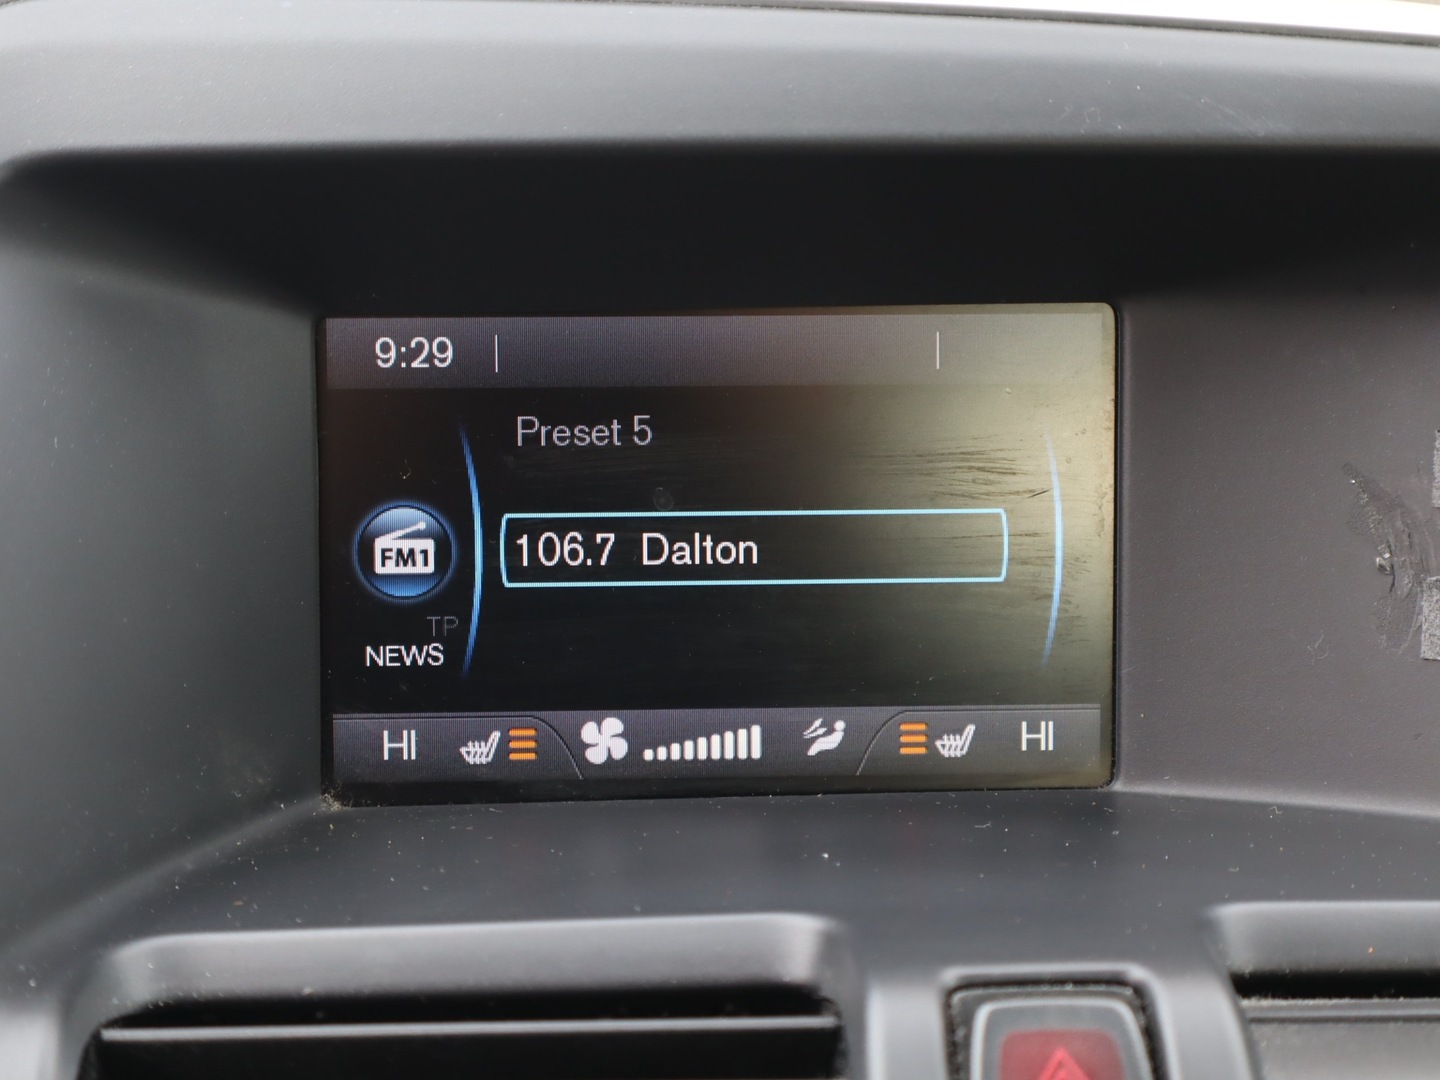 9:29
Preset 5
FM1
106.7 Dalton
TP
NEWS
HI HI